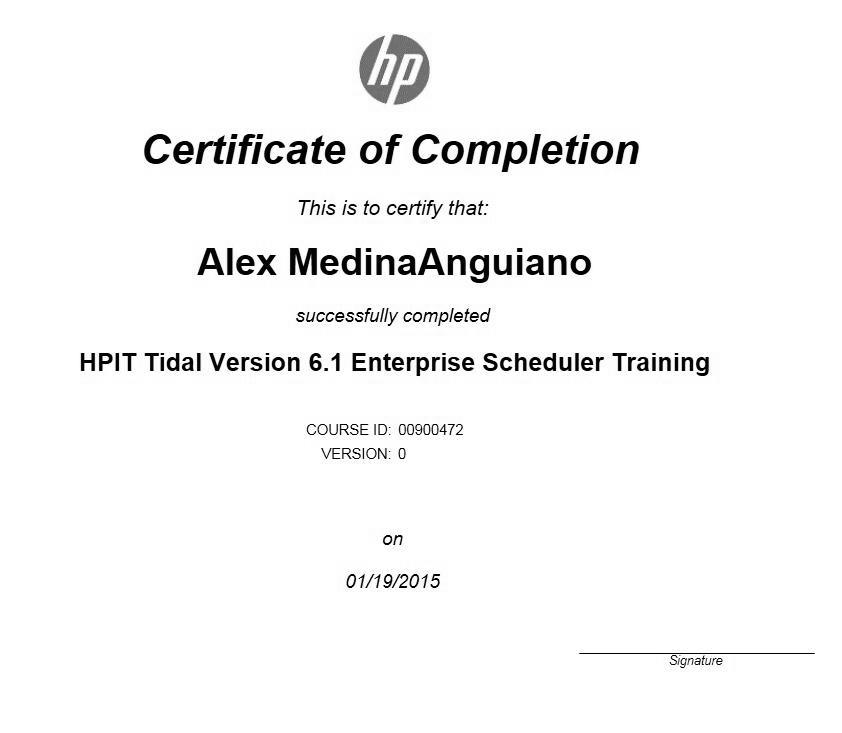 hp
Certificate of Completion
This is to certify that:
Alex MedinaAnguiano
successfully completed
HPIT Tidal Version 6.1 Enterprise Scheduler Training
COURSE ID: 00900472
VERSION: 0
on
01/19/2015
Signature